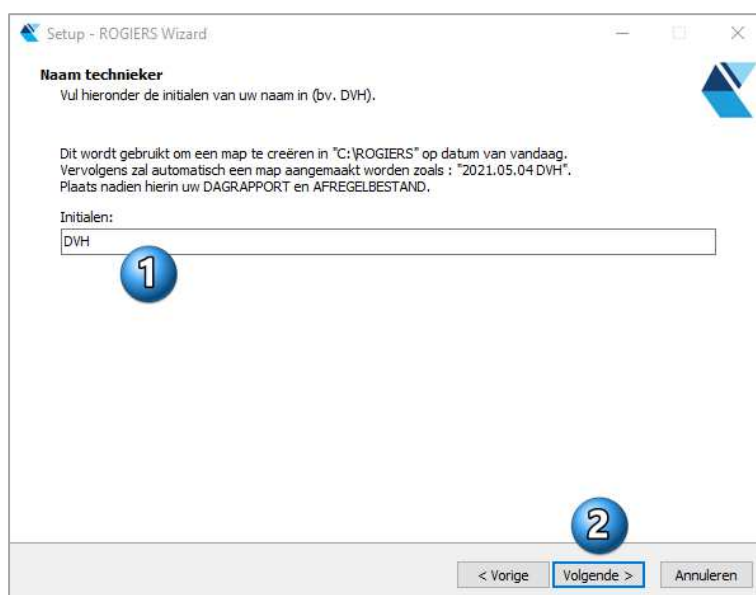 Setup - ROGIERS Wizard
Naam technieker
Vul hieronder de initialen van uw naam in (bv. DVH).
Dit wordt gebruikt om een map te creëren in "C:\ROGIERS" op datum van vandaag.
Vervolgens zal automatisch een map aangemaakt worden zoals : "2021.05.04 DVH".
Plaats nadien hierin uw DAGRAPPORT en AFREGELBESTAND.
Initialen:
DVH
1
2
< Vorige
Volgende >
Annuleren